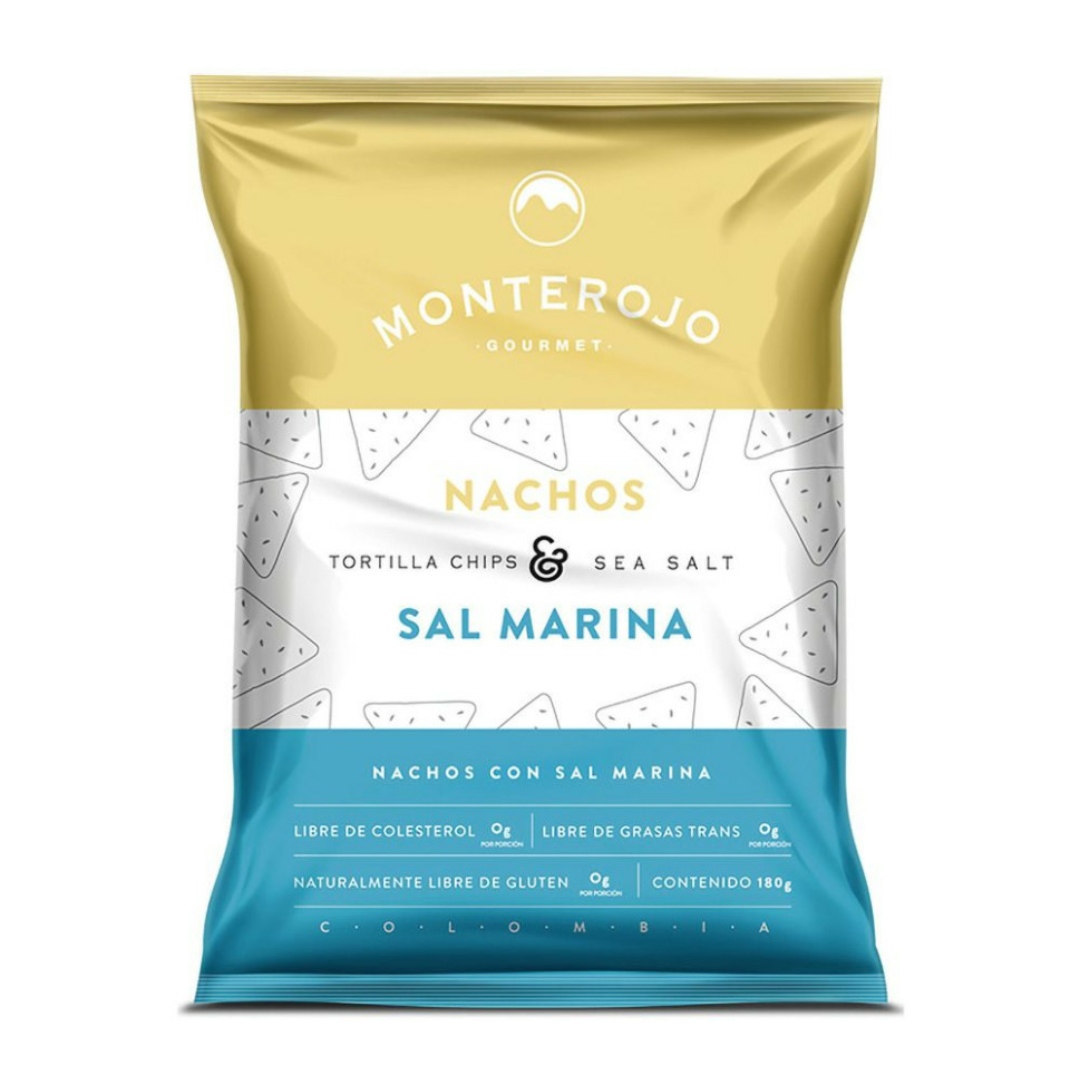 MONTEROJO
·GOURMET·
NACHOS
TORTILLA CHIPS & SEA SALT
SAL MARINA
NACHOS CON SAL MARINA
LIBRE DE COLESTEROL 0g POR PORCIÓN | LIBRE DE GRASAS TRANS 0g POR PORCIÓN
NATURALMENTE LIBRE DE GLUTEN 0g POR PORCIÓN | CONTENIDO 180g
C·O·L·O·M·B·I·A